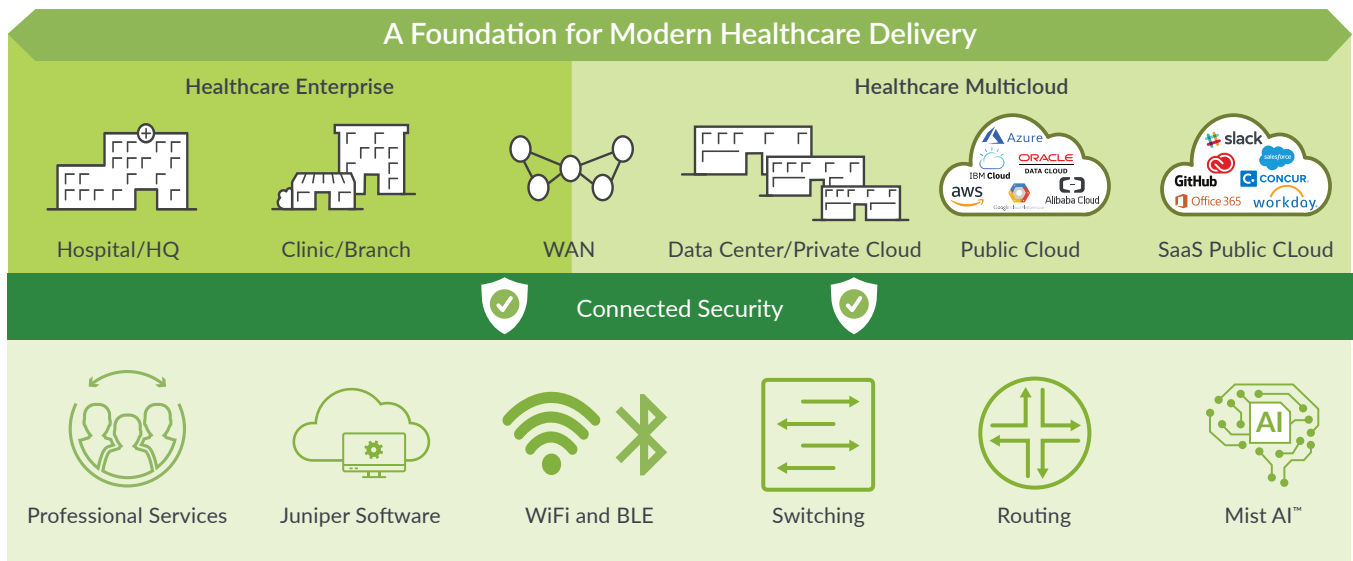 A Foundation for Modern Healthcare Delivery
Healthcare Enterprise
Healthcare Multicloud
Azure
IBM Cloud
ORACLE
DATA CLOUD
aws
Alibaba Cloud
slack
salesforce
GitHub
CONCUR.
Office 365
workday.
Hospital/HQ
Clinic/Branch
WAN
Data Center/Private Cloud
Public Cloud
SaaS Public CLoud
Connected Security
AI
Professional Services
Juniper Software
WiFi and BLE
Switching
Routing
Mist AI™